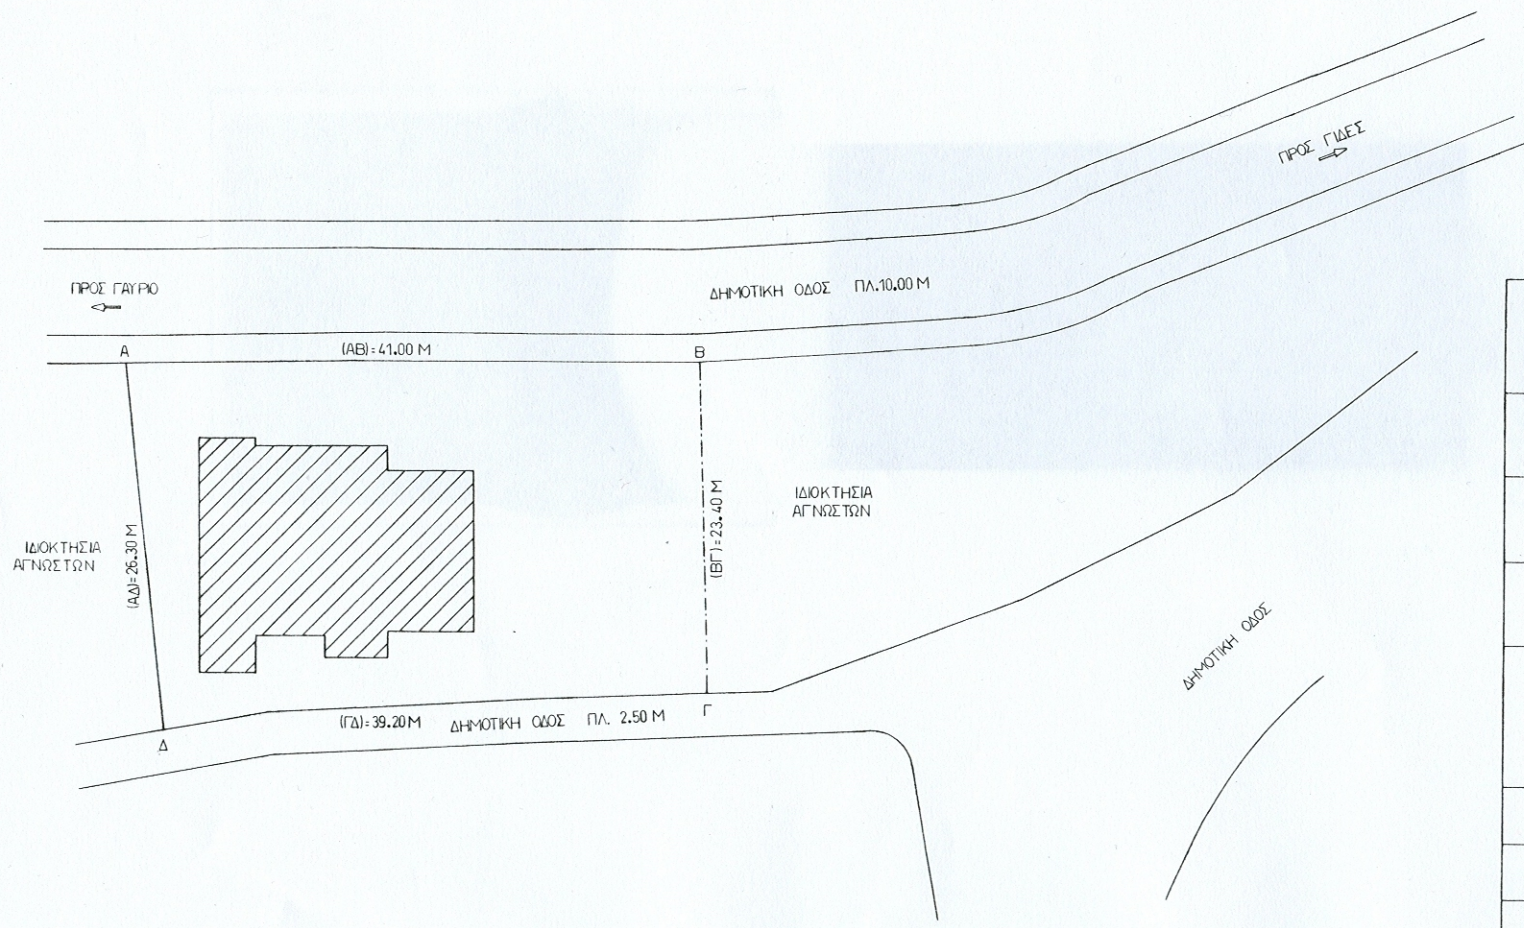 ΠΡΟΣ ΓΙΔΕΣ
ΠΡΟΣ ΓΑΥΡΙΟ
ΔΗΜΟΤΙΚΗ ΟΔΟΣ ΠΛ.10.00 Μ
Α
(ΑΒ)=41.00 Μ
Β
(ΑΔ)=26.30 Μ
(ΒΓ)=23.40 Μ
ΙΔΙΟΚΤΗΣΙΑ
ΑΓΝΩΣΤΩΝ
ΙΔΙΟΚΤΗΣΙΑ
ΑΓΝΩΣΤΩΝ
ΔΗΜΟΤΙΚΗ ΟΔΟΣ
(ΓΔ)=39.20 Μ
ΔΗΜΟΤΙΚΗ ΟΔΟΣ ΠΛ. 2.50 Μ
Γ
Δ